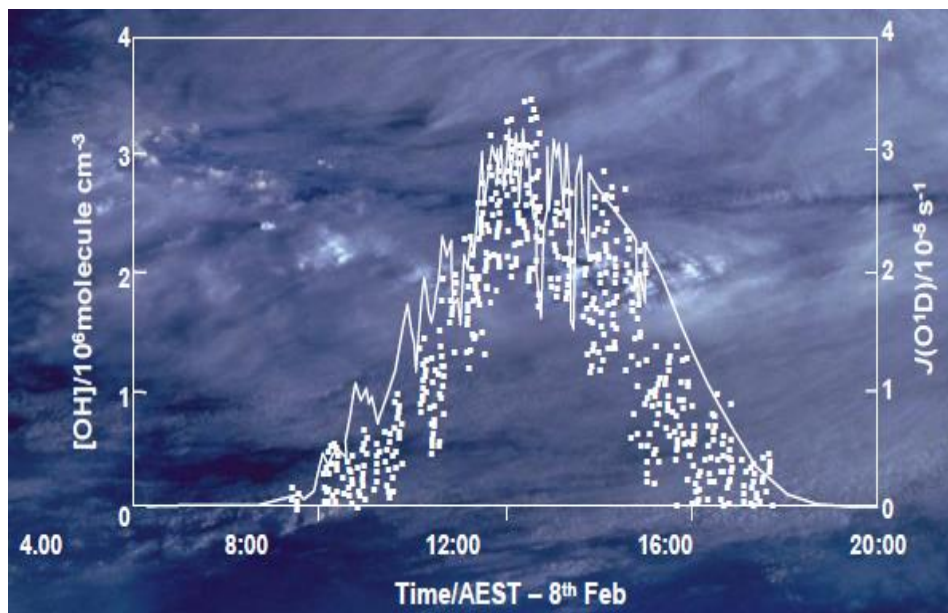 4
4
3
3
2
2
1
1
0
0
[OH]/10⁶molecule cm⁻³
J(O¹D)/10⁻⁵ s⁻¹
4.00 8:00 12:00 16:00 20:00
Time/AEST – 8ᵗʰ Feb